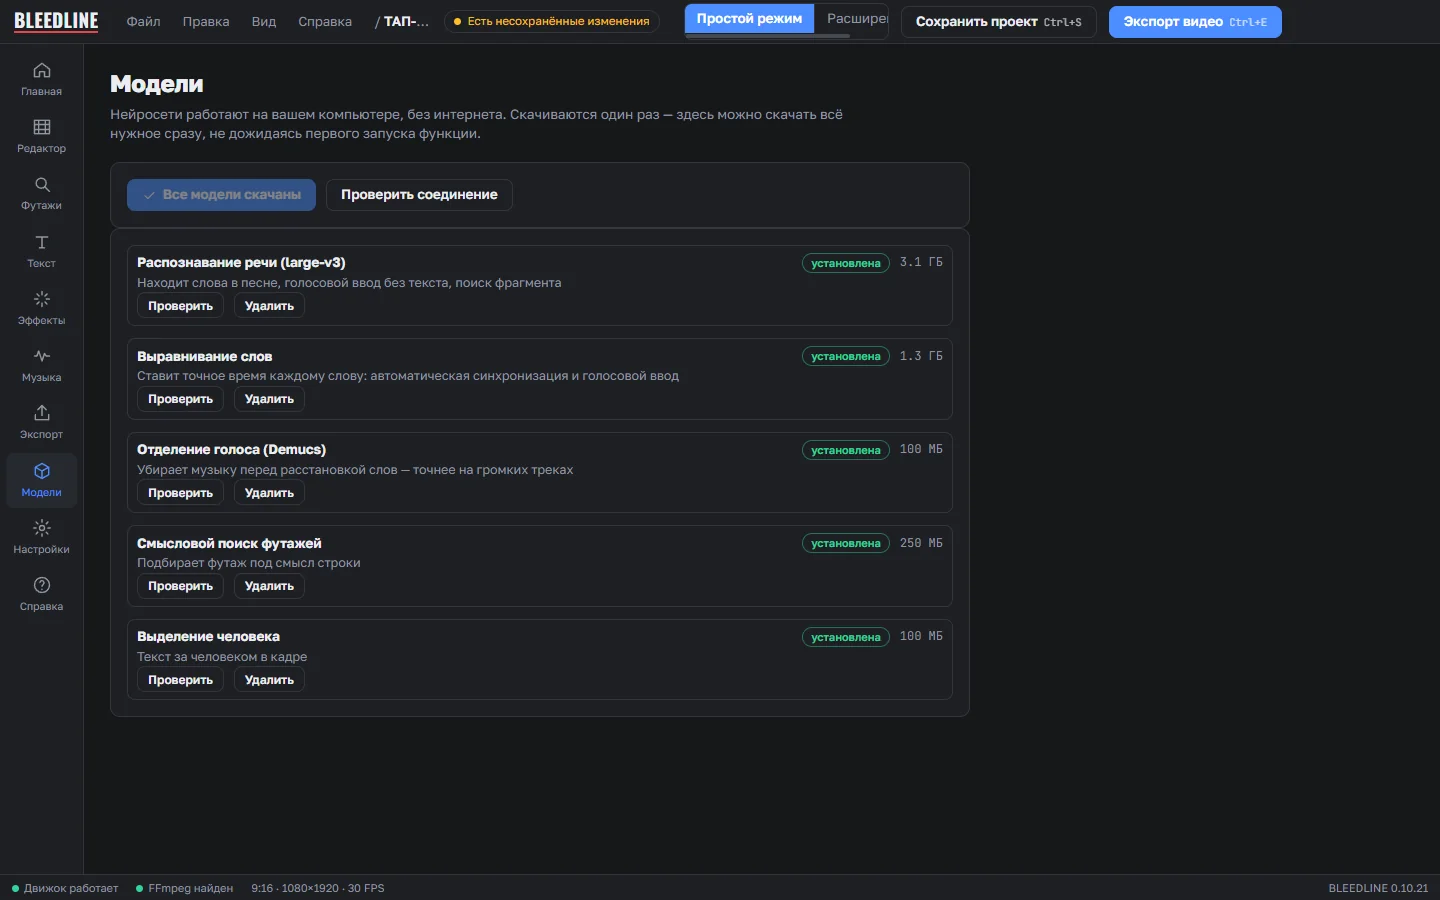 BLEEDLINE Файл Правка Вид Справка / ТАП-... Есть несохранённые изменения Простой режим Расширен Сохранить проект Ctrl+S Экспорт видео Ctrl+E
Главная
Редактор
Футажи
Текст
Эффекты
Музыка
Экспорт
Модели
Настройки
Справка
Модели
Нейросети работают на вашем компьютере, без интернета. Скачиваются один раз — здесь можно скачать всё
нужное сразу, не дожидаясь первого запуска функции.
Все модели скачаны Проверить соединение
Распознавание речи (large-v3) установлена 3.1 ГБ
Находит слова в песне, голосовой ввод без текста, поиск фрагмента
Проверить Удалить
Выравнивание слов установлена 1.3 ГБ
Ставит точное время каждому слову: автоматическая синхронизация и голосовой ввод
Проверить Удалить
Отделение голоса (Demucs) установлена 100 МБ
Убирает музыку перед расстановкой слов — точнее на громких треках
Проверить Удалить
Смысловой поиск футажей установлена 250 МБ
Подбирает футаж под смысл строки
Проверить Удалить
Выделение человека установлена 100 МБ
Текст за человеком в кадре
Проверить Удалить
Движок работает FFmpeg найден 9:16 · 1080×1920 · 30 FPS BLEEDLINE 0.10.21